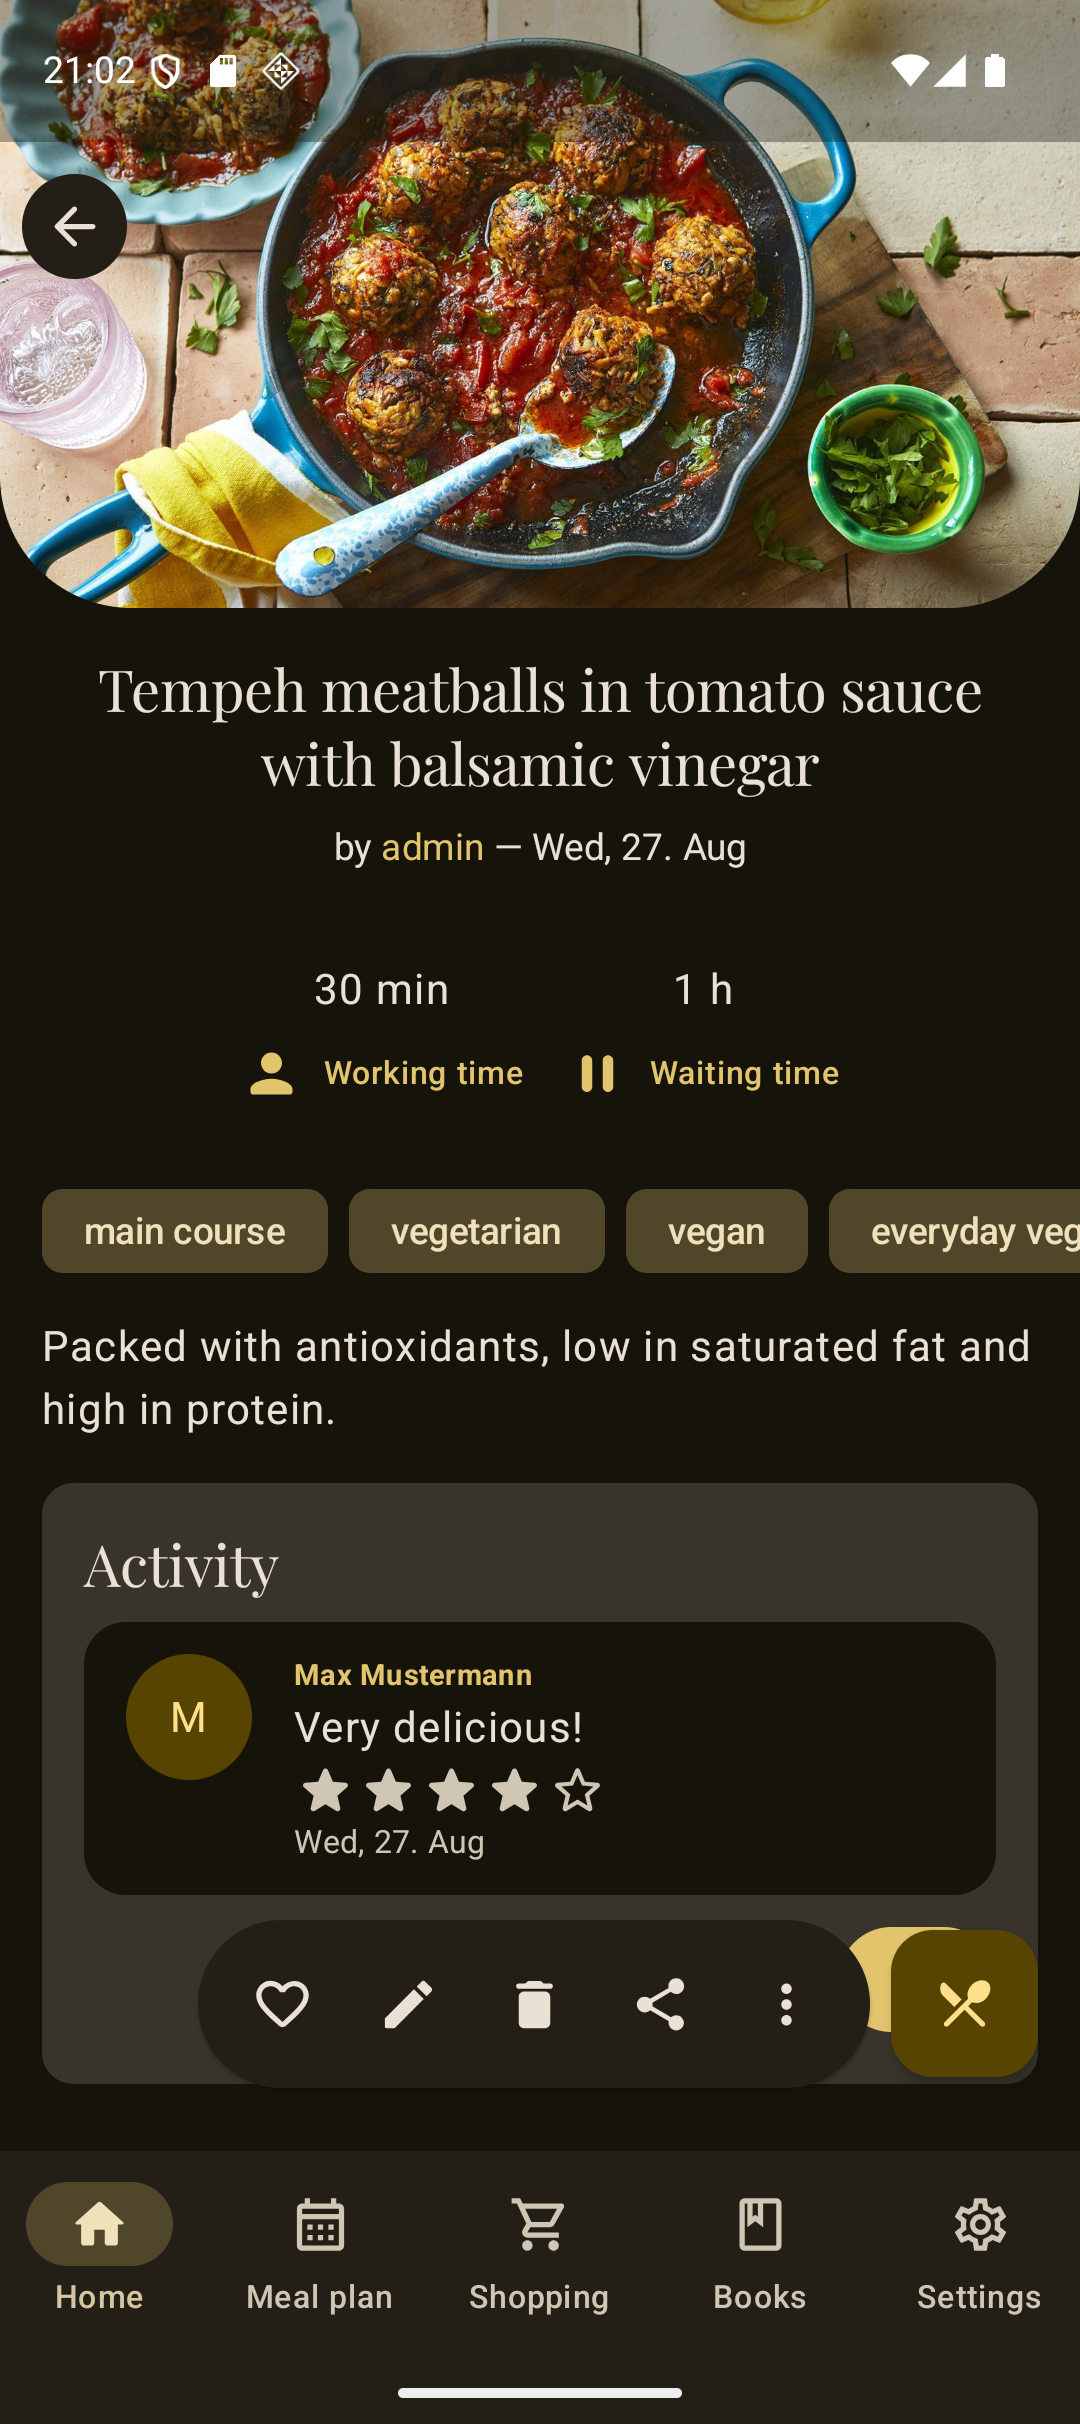 21:02
Tempeh meatballs in tomato sauce
with balsamic vinegar
by admin — Wed, 27. Aug
30 min
1 h
Working time
Waiting time
main course
vegetarian
vegan
everyday veg
Packed with antioxidants, low in saturated fat and
high in protein.
Activity
M
Max Mustermann
Very delicious!
Wed, 27. Aug
Home
Meal plan
Shopping
Books
Settings